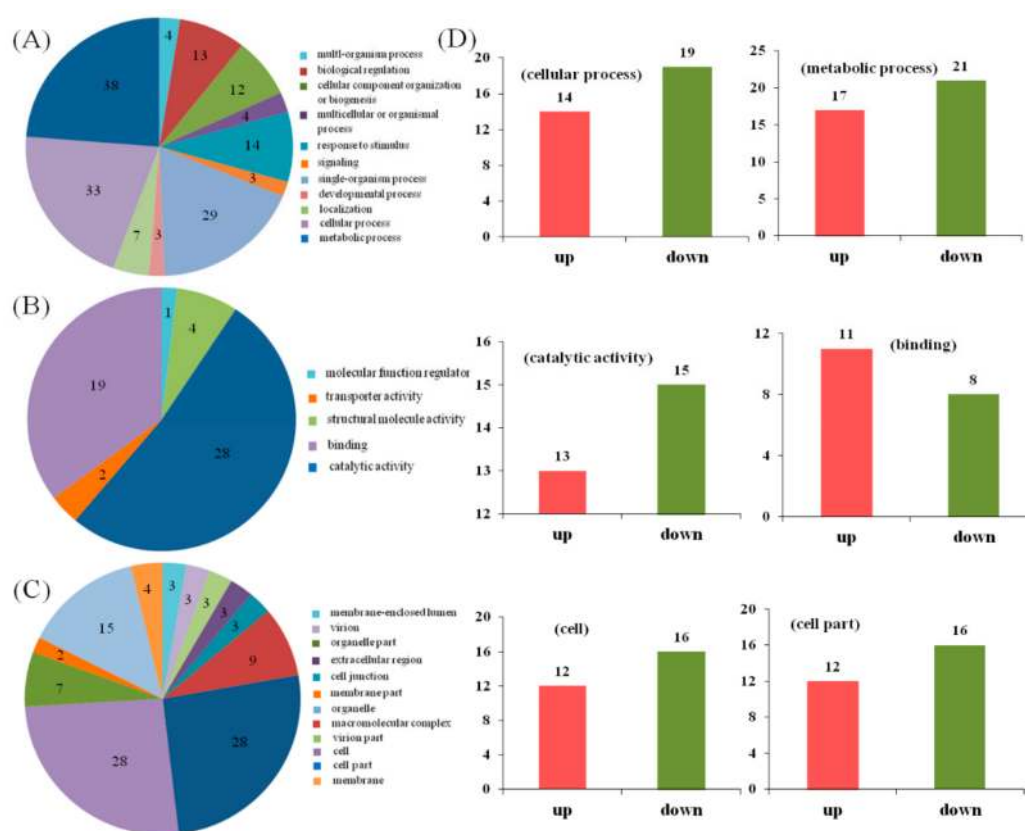 (A)
4
13
12
4
14
3
29
3
7
33
38
multi-organism process
biological regulation
cellular component organization
or biogenesis
multicellular or organismal
process
response to stimulus
signaling
single-organism process
developmental process
localization
cellular process
metabolic process
(B)
1
4
28
2
19
molecular function regulator
transporter activity
structural molecule activity
binding
catalytic activity
(C)
3
3
3
3
3
9
28
28
7
2
15
4
membrane-enclosed lumen
virion
organelle part
extracellular region
cell junction
membrane part
organelle
macromolecular complex
virion part
cell
cell part
membrane
(D)
20
16
12
8
4
0
(cellular process)
14
19
up
down
25
20
15
10
5
0
(metabolic process)
17
21
up
down
16
15
14
13
12
(catalytic activity)
13
15
up
down
12
8
4
0
(binding)
11
8
up
down
16
12
8
4
0
(cell)
12
16
up
down
20
16
12
8
4
0
(cell part)
12
16
up
down